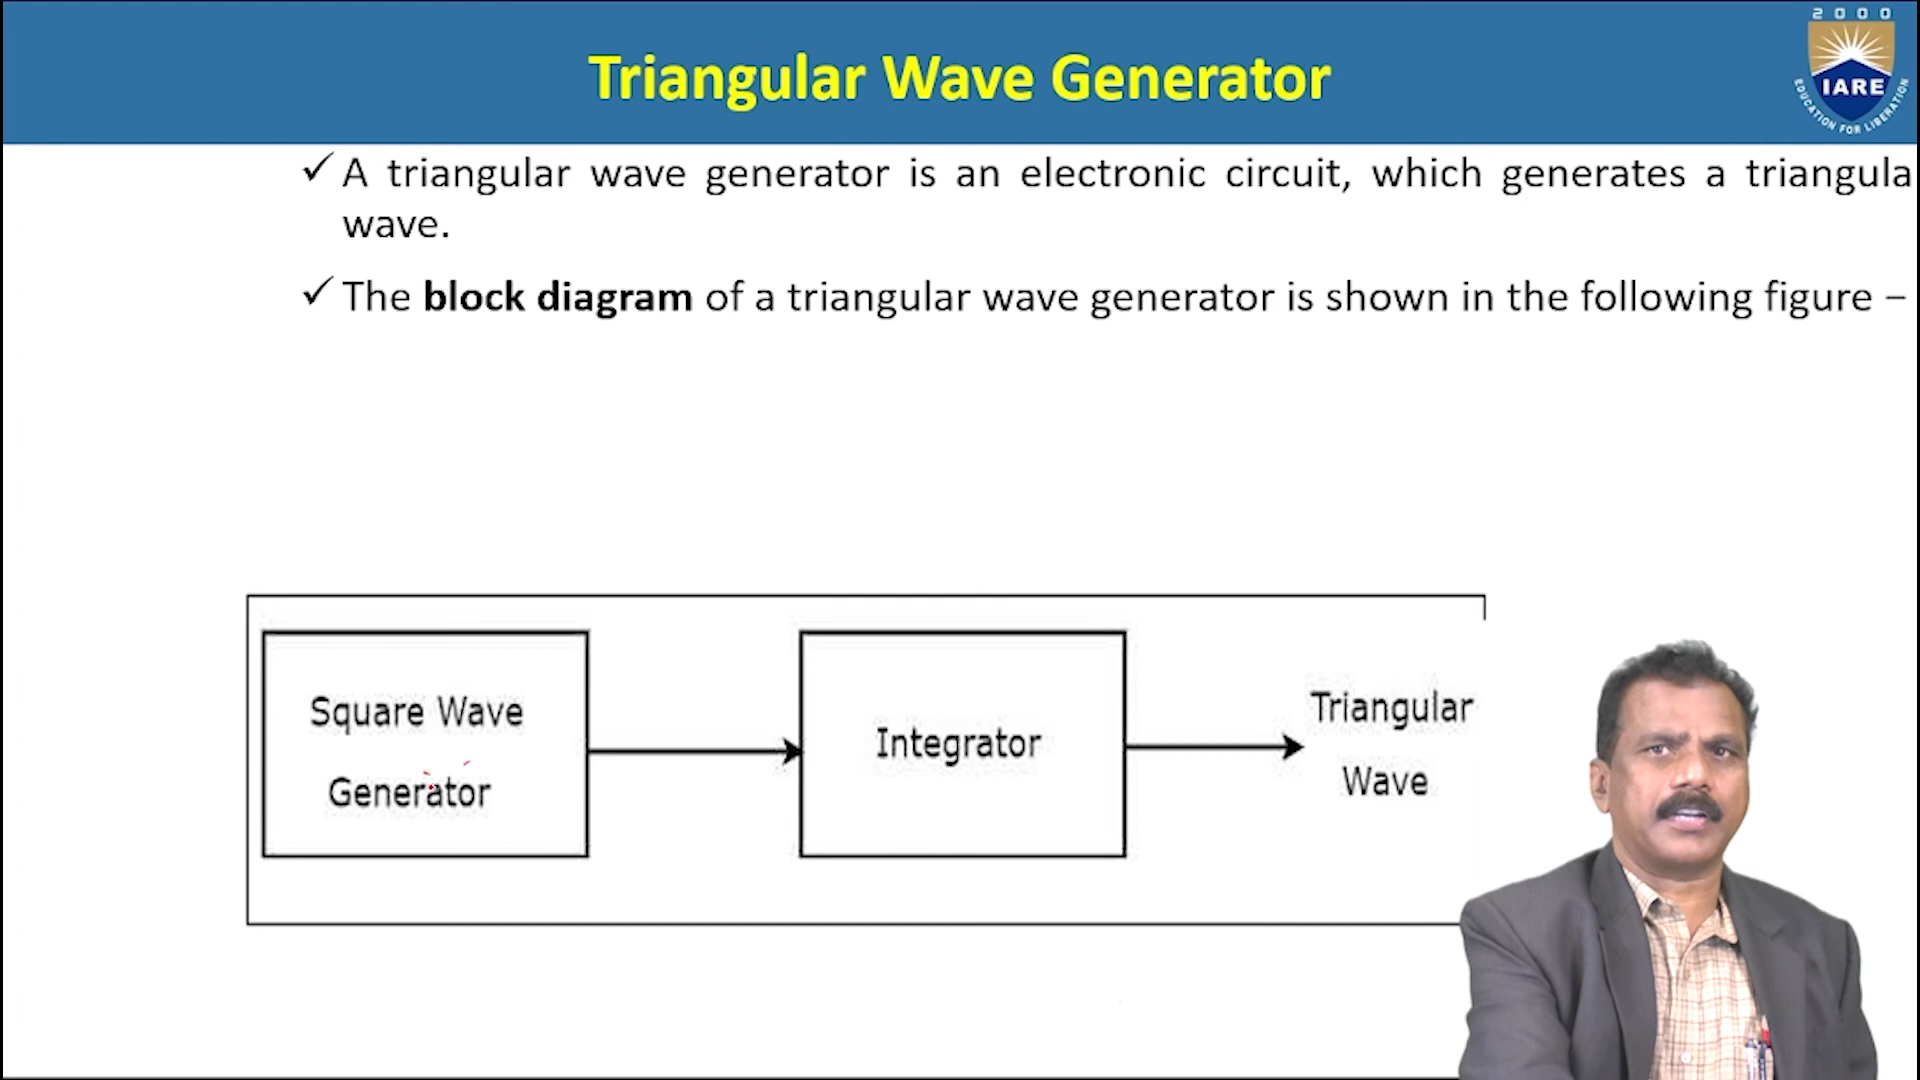 2000
Triangular Wave Generator
IARE
EDUCATION FOR LIBERATION
✓ A triangular wave generator is an electronic circuit, which generates a triangula
wave.
✓ The block diagram of a triangular wave generator is shown in the following figure −
Square Wave
Generator
Integrator
Triangular
Wave